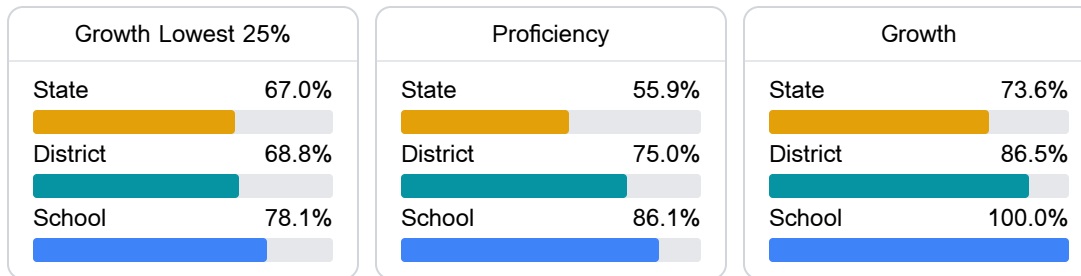 Growth Lowest 25%
State 67.0%
District 68.8%
School 78.1%
Proficiency
State 55.9%
District 75.0%
School 86.1%
Growth
State 73.6%
District 86.5%
School 100.0%